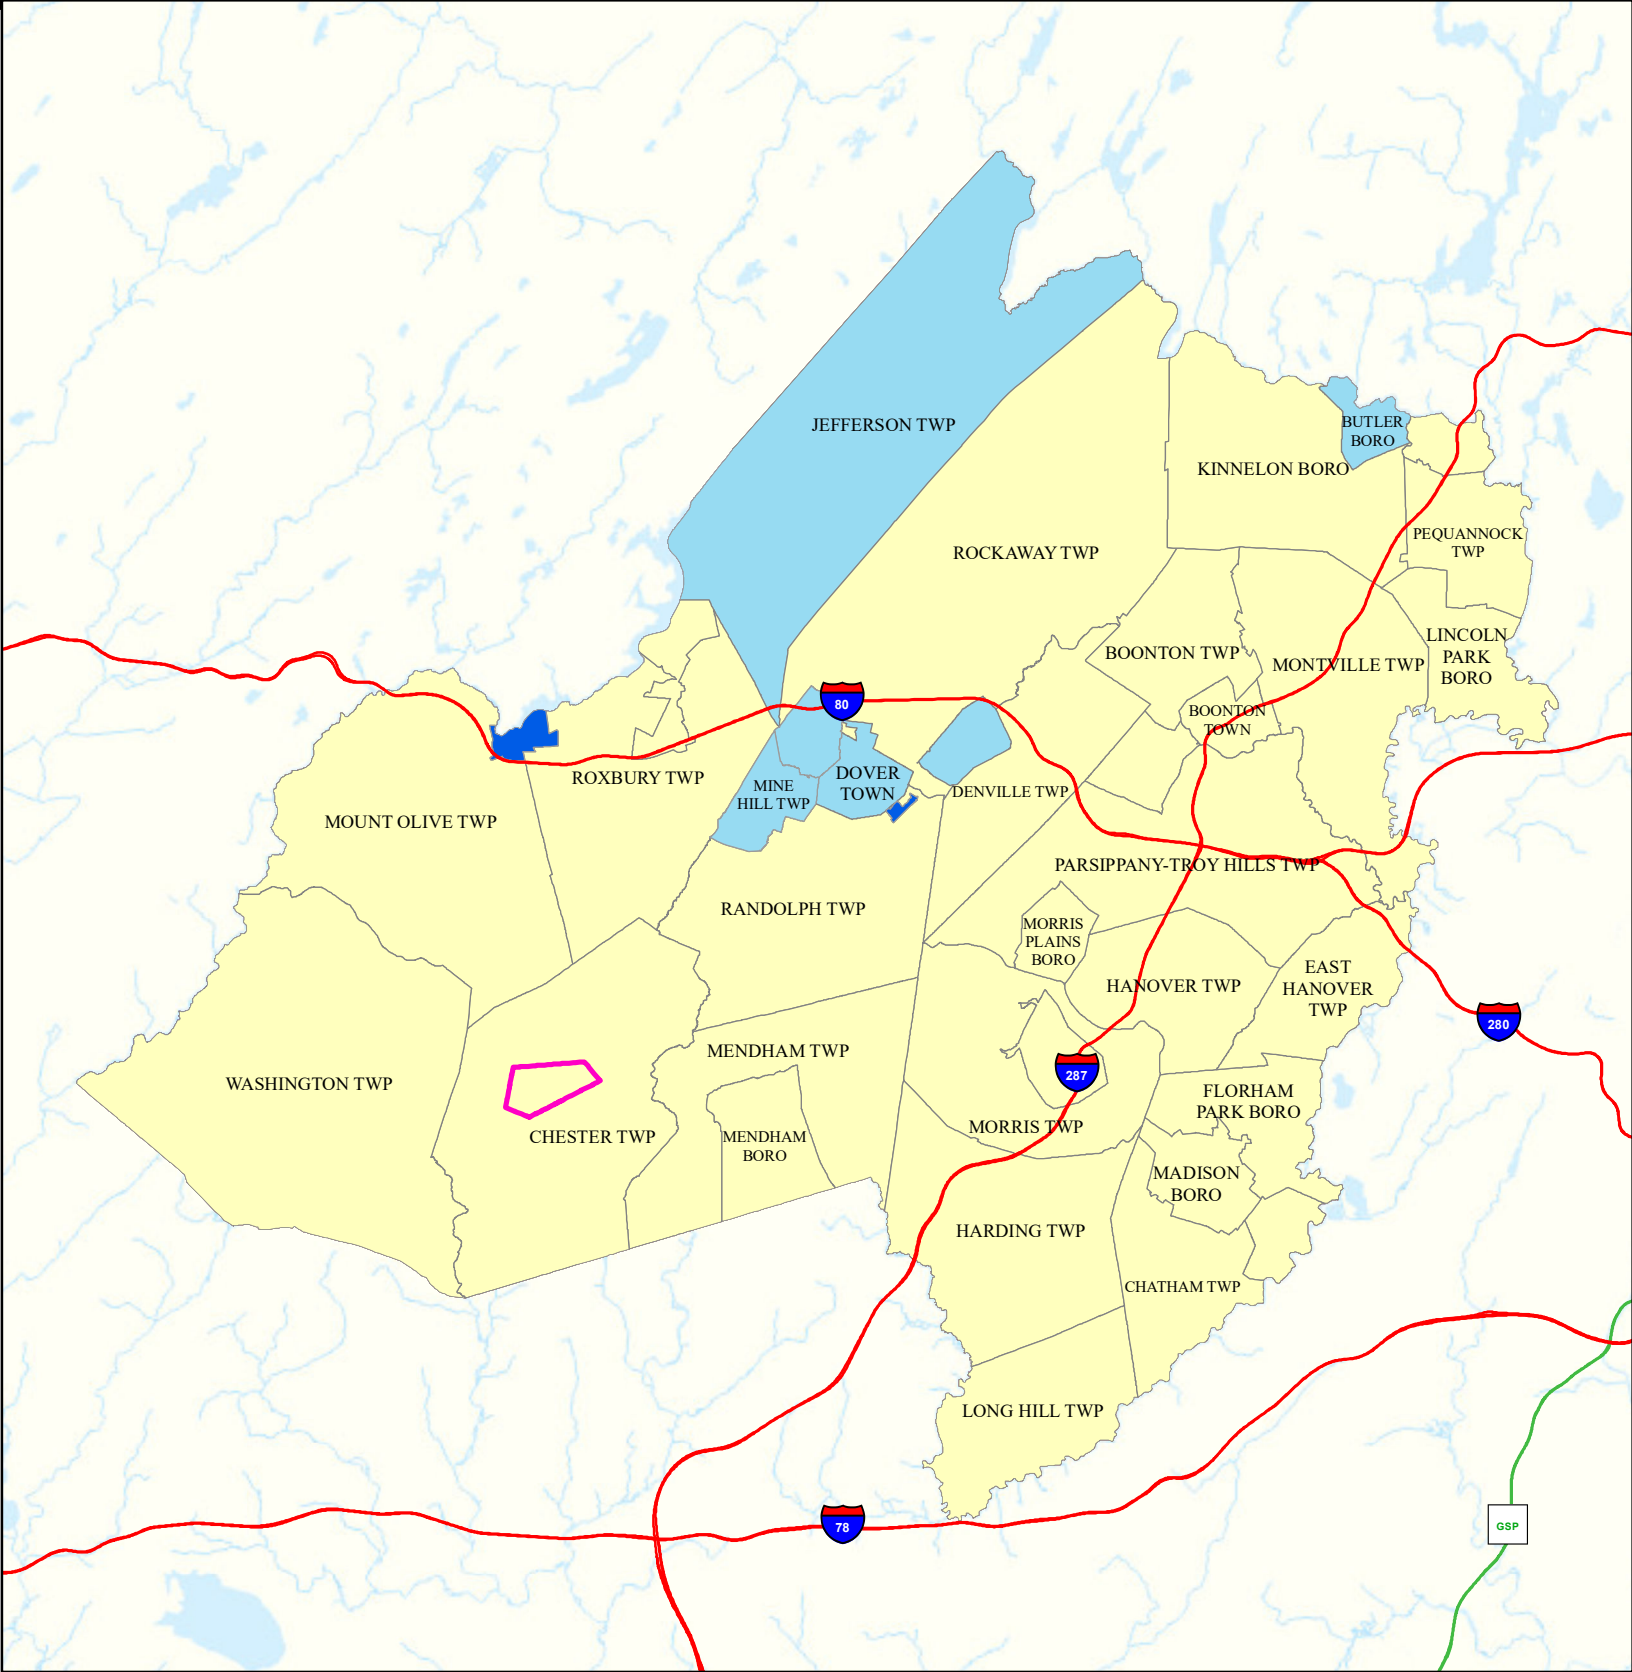 JEFFERSON TWP
BUTLER
BORO
KINNELON BORO
PEQUANNOCK
TWP
ROCKAWAY TWP
LINCOLN
PARK
BORO
BOONTON TWP
MONTVILLE TWP
80
BOONTON
TOWN
ROXBURY TWP
MINE
HILL TWP
DOVER
TOWN
DENVILLE TWP
MOUNT OLIVE TWP
PARSIPPANY-TROY HILLS TWP
RANDOLPH TWP
MORRIS
PLAINS
BORO
EAST
HANOVER
TWP
HANOVER TWP
280
MENDHAM TWP
287
WASHINGTON TWP
FLORHAM
PARK BORO
CHESTER TWP
MENDHAM
BORO
MORRIS TWP
MADISON
BORO
HARDING TWP
CHATHAM TWP
LONG HILL TWP
78
GSP